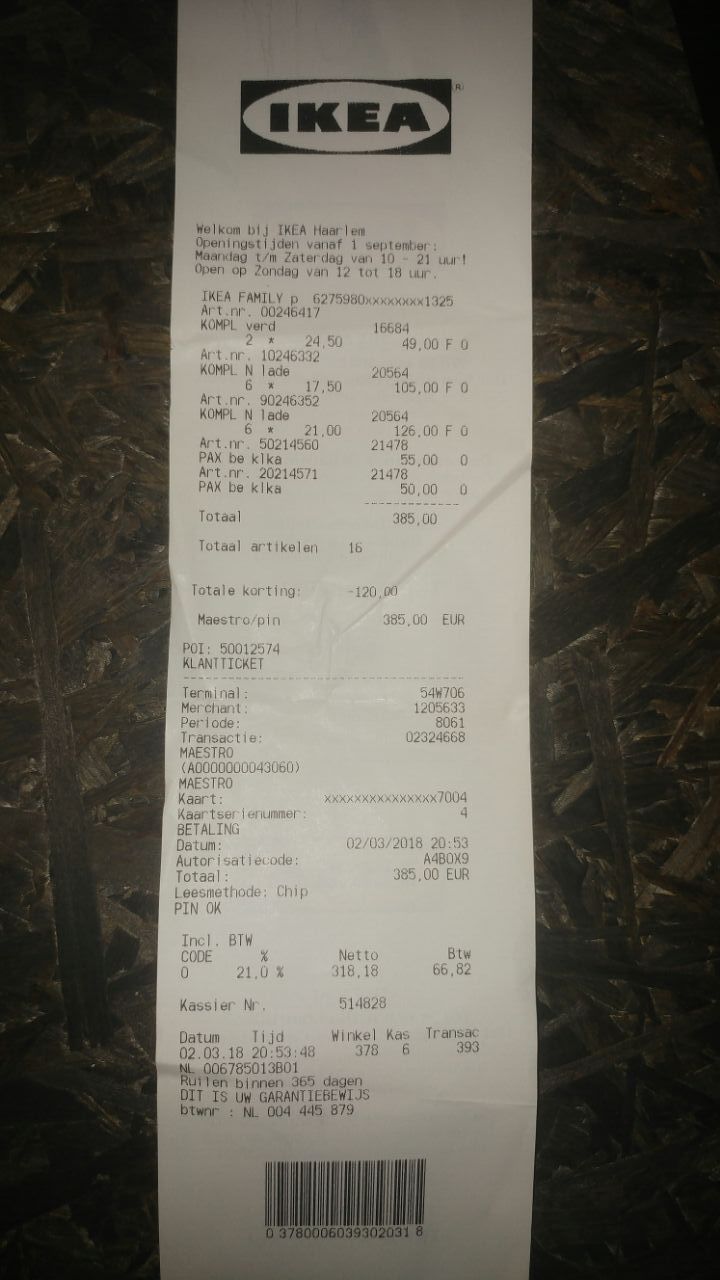 IKEA
(R)
Welkom bij IKEA Haarlem
Openingstijden vanaf 1 september:
Maandag t/m Zaterdag van 10 - 21 uur!
Open op Zondag van 12 tot 18 uur.
IKEA FAMILY p 6275980xxxxxxxx1325
Art.nr. 00246417
KOMPL verd 16684
2 * 24,50 49,00 F 0
Art.nr. 10246332
KOMPL N lade 20564
6 * 17,50 105,00 F 0
Art.nr. 90246352
KOMPL N lade 20564
6 * 21,00 126,00 F 0
Art.nr. 50214560 21478
PAX be klka 55,00 0
Art.nr. 20214571 21478
PAX be klka 50,00 0
Totaal 385,00
Totaal artikelen 16
Totale korting: -120,00
Maestro/pin 385,00 EUR
POI: 50012574
KLANTTICKET
Terminal: 54W706
Merchant: 1205633
Periode: 8061
Transactie: 02324668
MAESTRO
(A0000000043060)
MAESTRO
Kaart: xxxxxxxxxxxxxxx7004
Kaartserienummer: 4
BETALING
Datum: 02/03/2018 20:53
Autorisatiecode: A4B0X9
Totaal: 385,00 EUR
Leesmethode: Chip
PIN OK
Incl. BTW
CODE % Netto Btw
0 21,0 % 318,18 66,82
Kassier Nr. 514828
Datum Tijd Winkel Kas Transac
02.03.18 20:53:48 378 6 393
NL 006785013B01
Ruilen binnen 365 dagen
DIT IS UW GARANTIEBEWIJS
btwnr : NL 004 445 879
0 3780006039302031 8